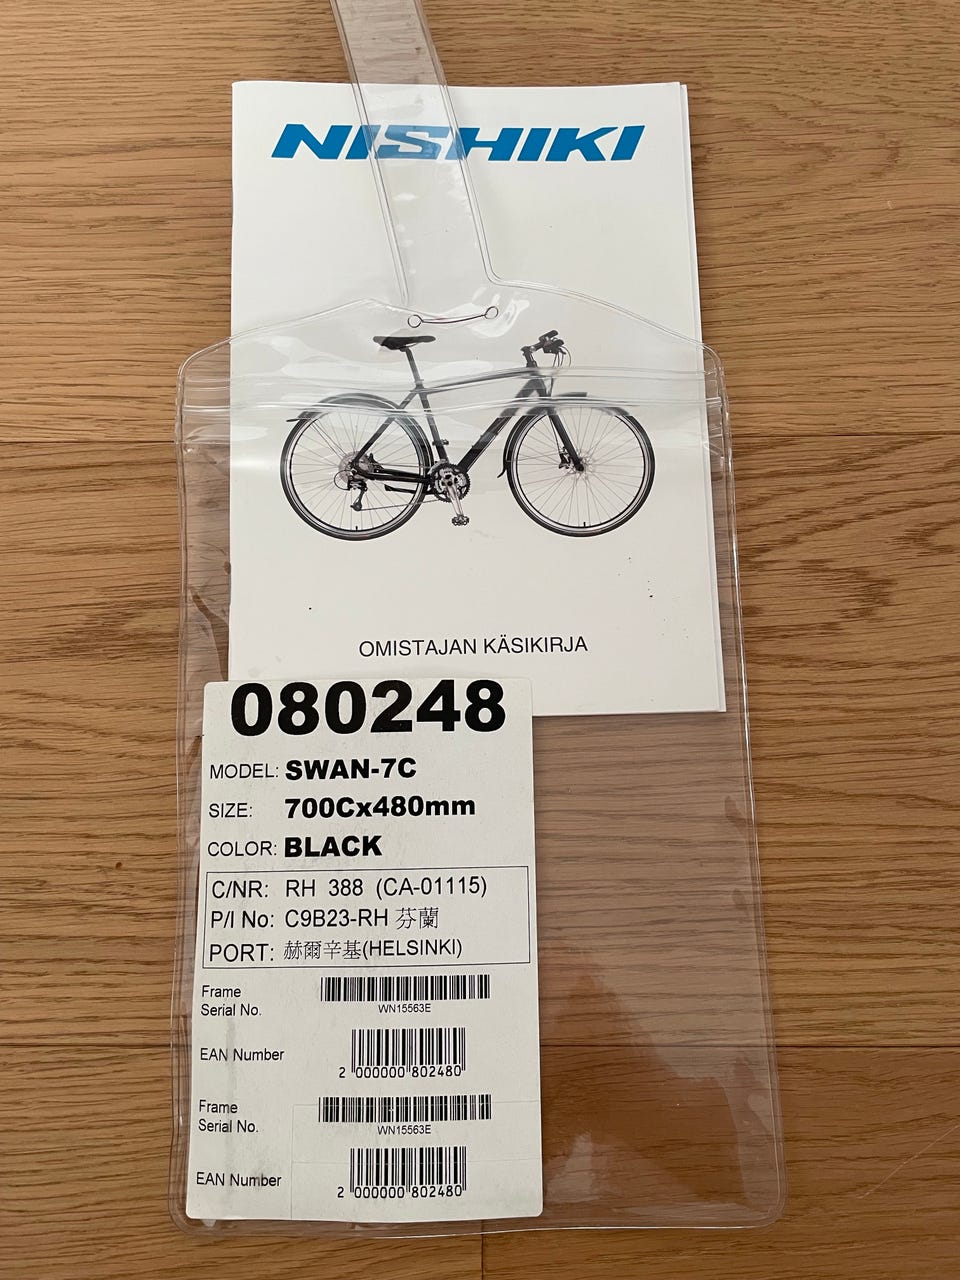 NISHIKI
OMISTAJAN KÄSIKIRJA
080248
MODEL: SWAN-7C
SIZE: 700Cx480mm
COLOR: BLACK
C/NR: RH 388 (CA-01115)
P/I No: C9B23-RH 芬蘭
PORT: 赫爾辛基(HELSINKI)
Frame
Serial No.
WN15563E
EAN Number
2 000000 802480
Frame
Serial No.
WN15563E
EAN Number
2 000000 802480